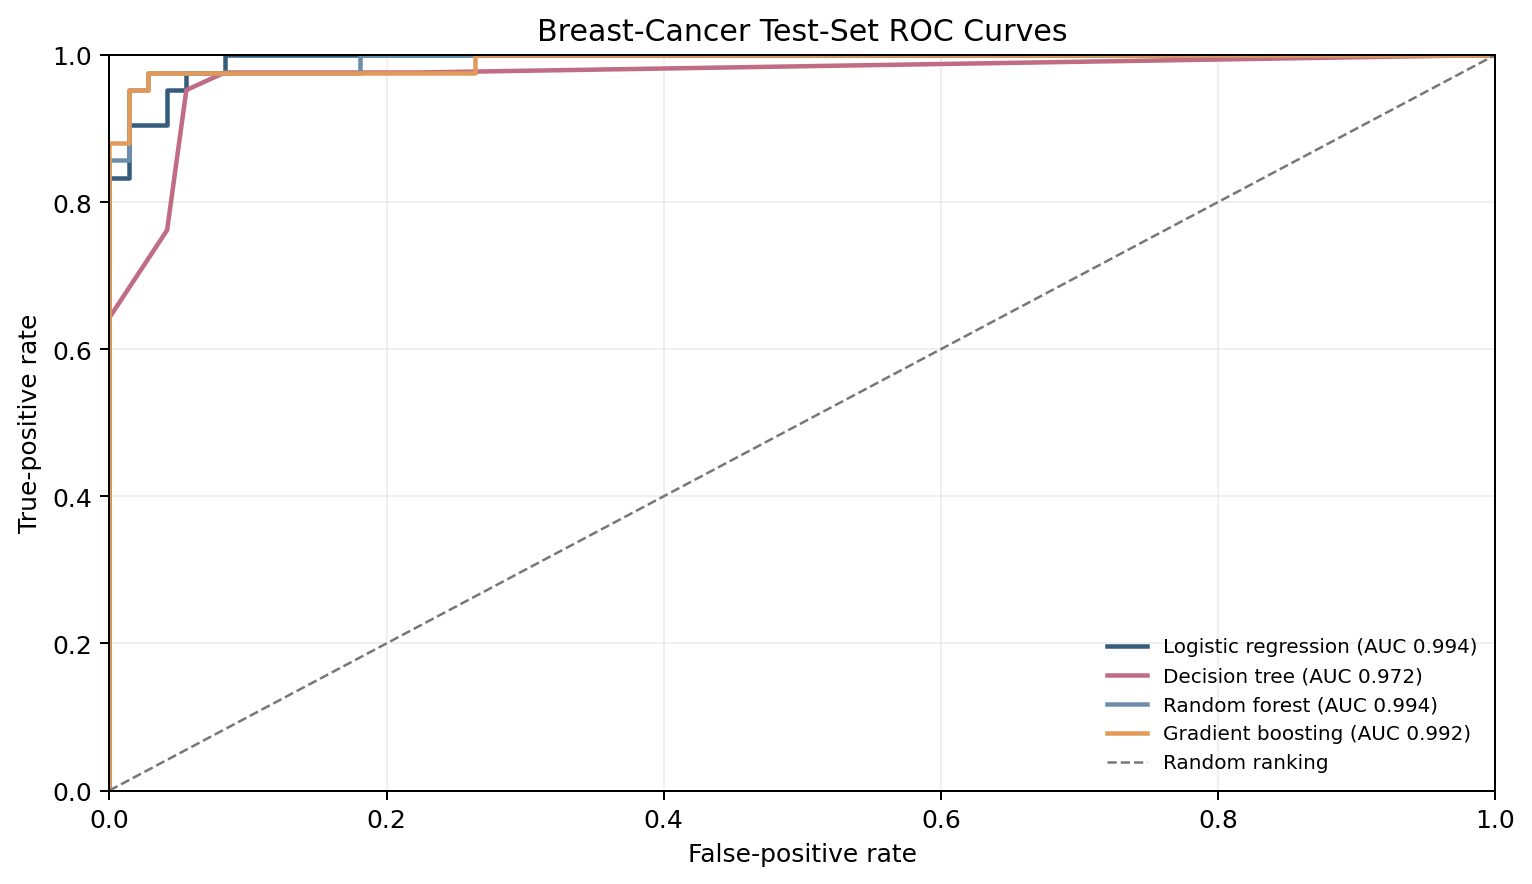 Breast-Cancer Test-Set ROC Curves
True-positive rate
1.0
0.8
0.6
0.4
0.2
0.0
Logistic regression (AUC 0.994)
Decision tree (AUC 0.972)
Random forest (AUC 0.994)
Gradient boosting (AUC 0.992)
Random ranking
0.0 0.2 0.4 0.6 0.8 1.0
False-positive rate